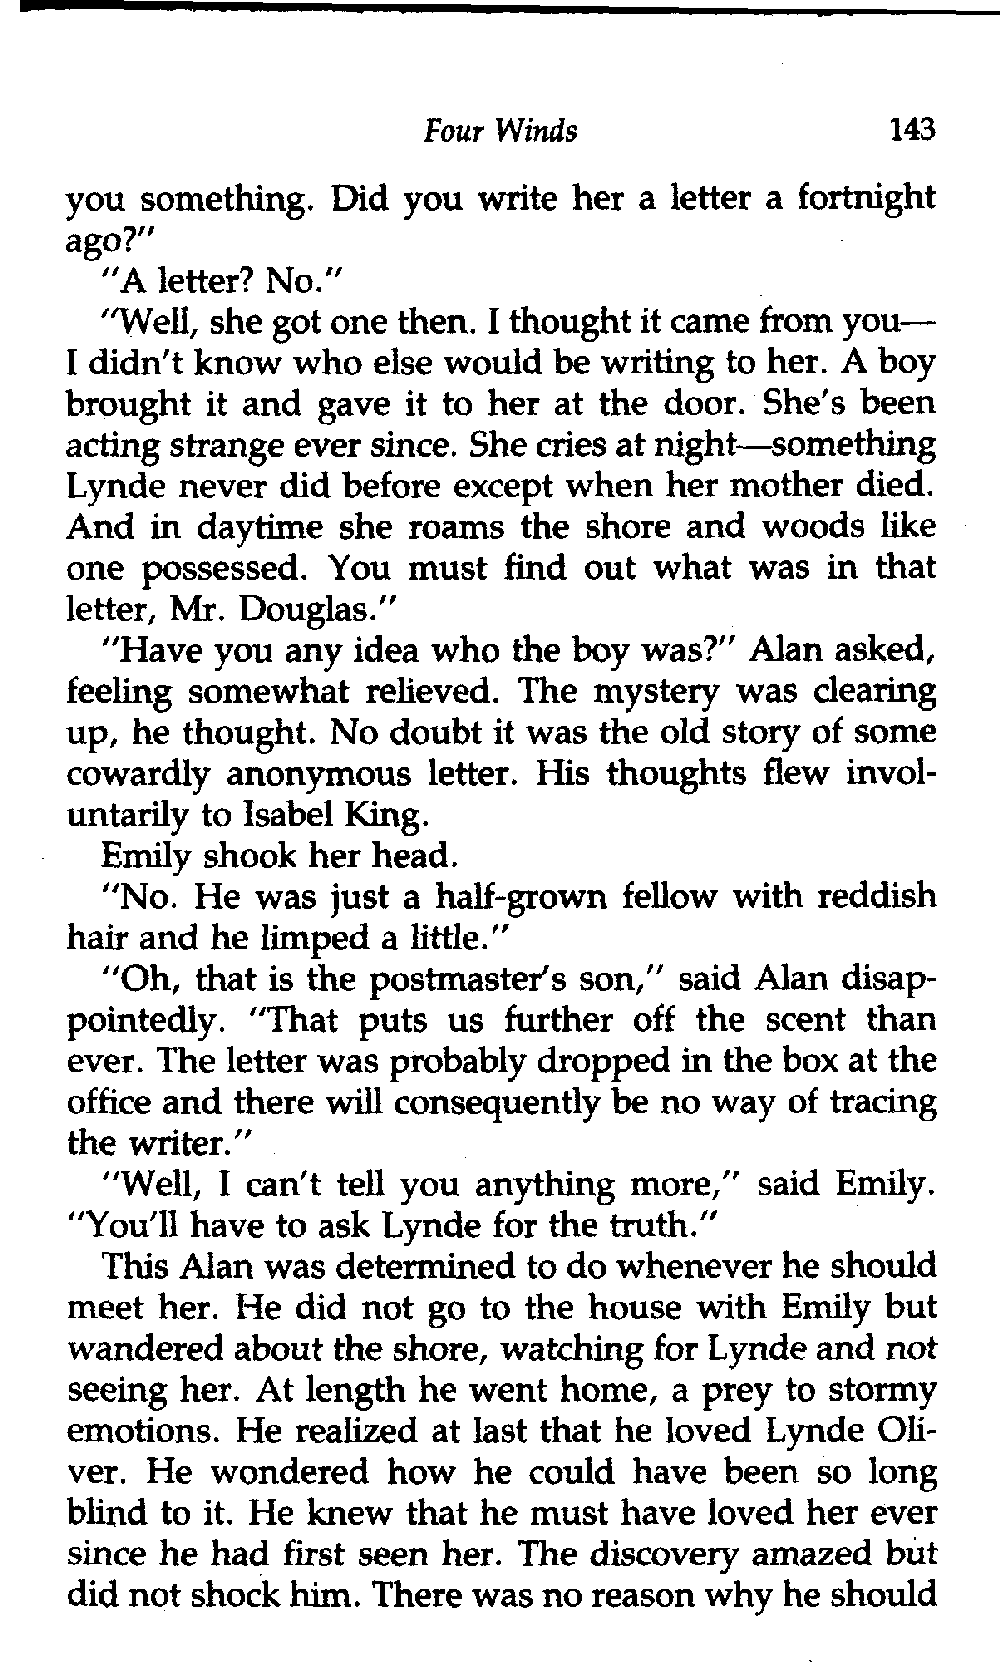 Four Winds 143
you something. Did you write her a letter a fortnight
ago?"
"A letter? No."
"Well, she got one then. I thought it came from you—
I didn't know who else would be writing to her. A boy
brought it and gave it to her at the door. She's been
acting strange ever since. She cries at night—something
Lynde never did before except when her mother died.
And in daytime she roams the shore and woods like
one possessed. You must find out what was in that
letter, Mr. Douglas."
"Have you any idea who the boy was?" Alan asked,
feeling somewhat relieved. The mystery was clearing
up, he thought. No doubt it was the old story of some
cowardly anonymous letter. His thoughts flew invol-
untarily to Isabel King.
Emily shook her head.
"No. He was just a half-grown fellow with reddish
hair and he limped a little."
"Oh, that is the postmaster's son," said Alan disap-
pointedly. "That puts us further off the scent than
ever. The letter was probably dropped in the box at the
office and there will consequently be no way of tracing
the writer."
"Well, I can't tell you anything more," said Emily.
"You'll have to ask Lynde for the truth."
This Alan was determined to do whenever he should
meet her. He did not go to the house with Emily but
wandered about the shore, watching for Lynde and not
seeing her. At length he went home, a prey to stormy
emotions. He realized at last that he loved Lynde Oli-
ver. He wondered how he could have been so long
blind to it. He knew that he must have loved her ever
since he had first seen her. The discovery amazed but
did not shock him. There was no reason why he should